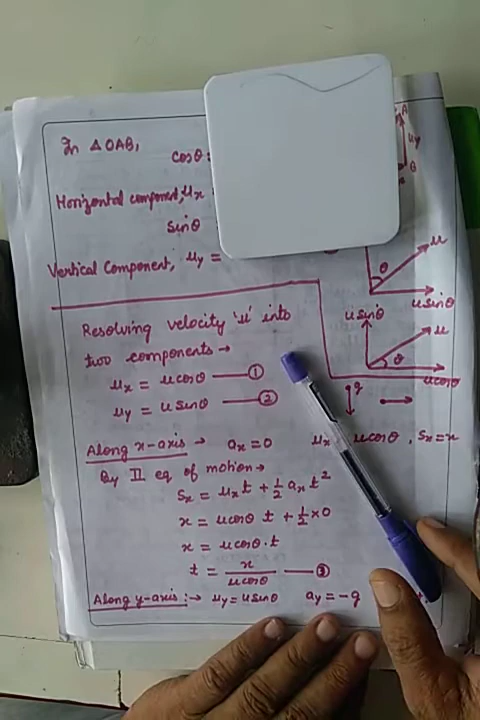 In △OAB,
cosθ =
Horizontal component, ux
sinθ
Vertical Component, uy =
A
uy
B
θ
u
u sinθ
u sinθ
u
θ
u cosθ
Resolving velocity 'u' into
two components →
ux = u cosθ —— ①
uy = u sinθ —— ②
g
Along x-axis → ax = 0 ux u cosθ, Sx = x
By II eq of motion →
Sx = ux t + 1/2 ax t²
x = u cosθ t + 1/2 × 0
x = u cosθ · t
t = x / u cosθ —— ③
Along y-axis :→ uy = u sinθ ay = -g